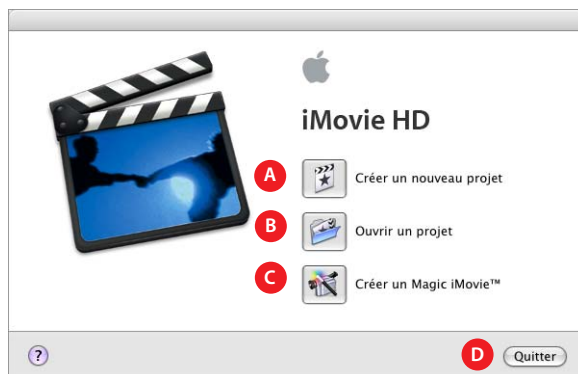 iMovie HD
A Créer un nouveau projet
B Ouvrir un projet
C Créer un Magic iMovie™
? D Quitter